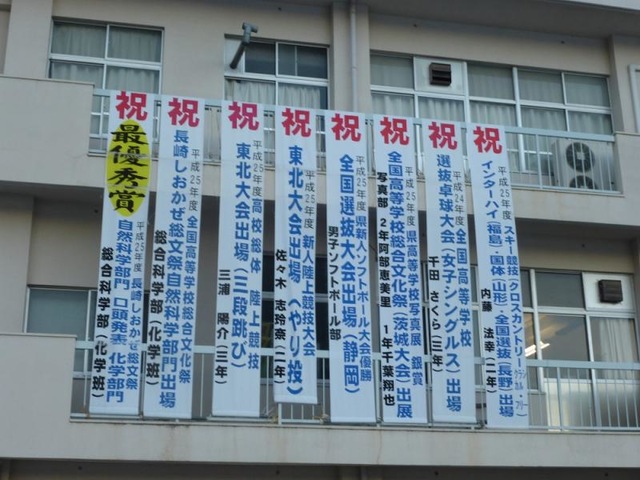 祝
インターハイ(福島)・国体(山形)・全国選抜(長野)出場
スキー競技(クロスカントリー
内藤 法幸(二年)
祝
平成24年度 全国高等学校
選抜卓球大会(女子シングルス)出場
千田 さくら(三年)
祝
平成25年度 県高等学校写真展 銀賞
全国高等学校総合文化祭(茨城大会)出展
写真部 2年阿部恵美里 1年千葉翔也
祝
平成25年度 県新人ソフトボール大会優勝
全国選抜大会出場(静岡)
男子ソフトボール部
祝
平成25年度 新人陸上競技大会
東北大会出場(やり投)
佐々木 志鈴奈(二年)
祝
平成25年度 高校総体 陸上競技
東北大会出場(三段跳び)
三浦 陽介(三年)
祝
平成25年度 全国高等学校総合文化祭
長崎しおかぜ総文祭自然科学部門出場
総合科学部(化学班)
祝
最優秀賞
平成25年度 長崎しおかぜ総文祭
自然科学部門 口頭発表 化学部門
総合科学部(化学班)